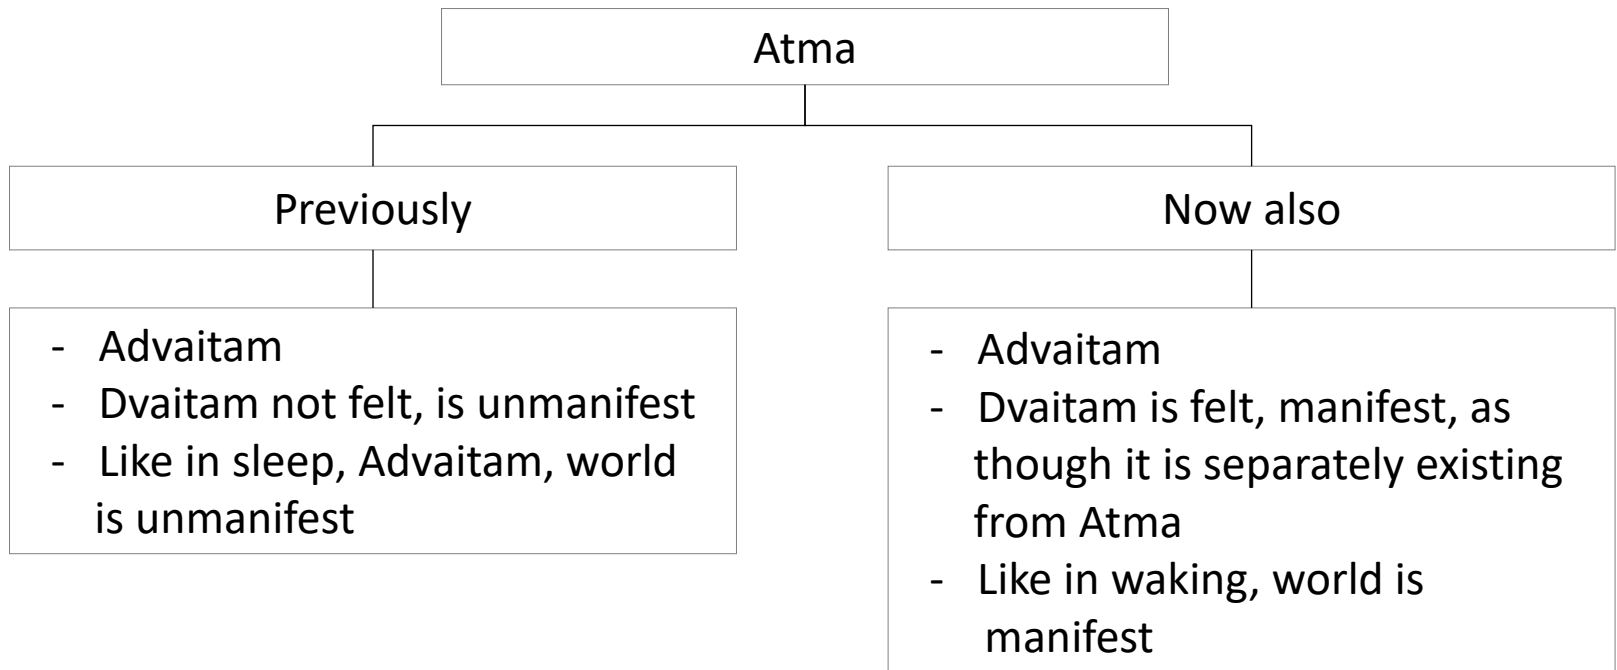 Atma
Previously
Now also
- Advaitam
- Dvaitam not felt, is unmanifest
- Like in sleep, Advaitam, world
is unmanifest
- Advaitam
- Dvaitam is felt, manifest, as
though it is separately existing
from Atma
- Like in waking, world is
manifest